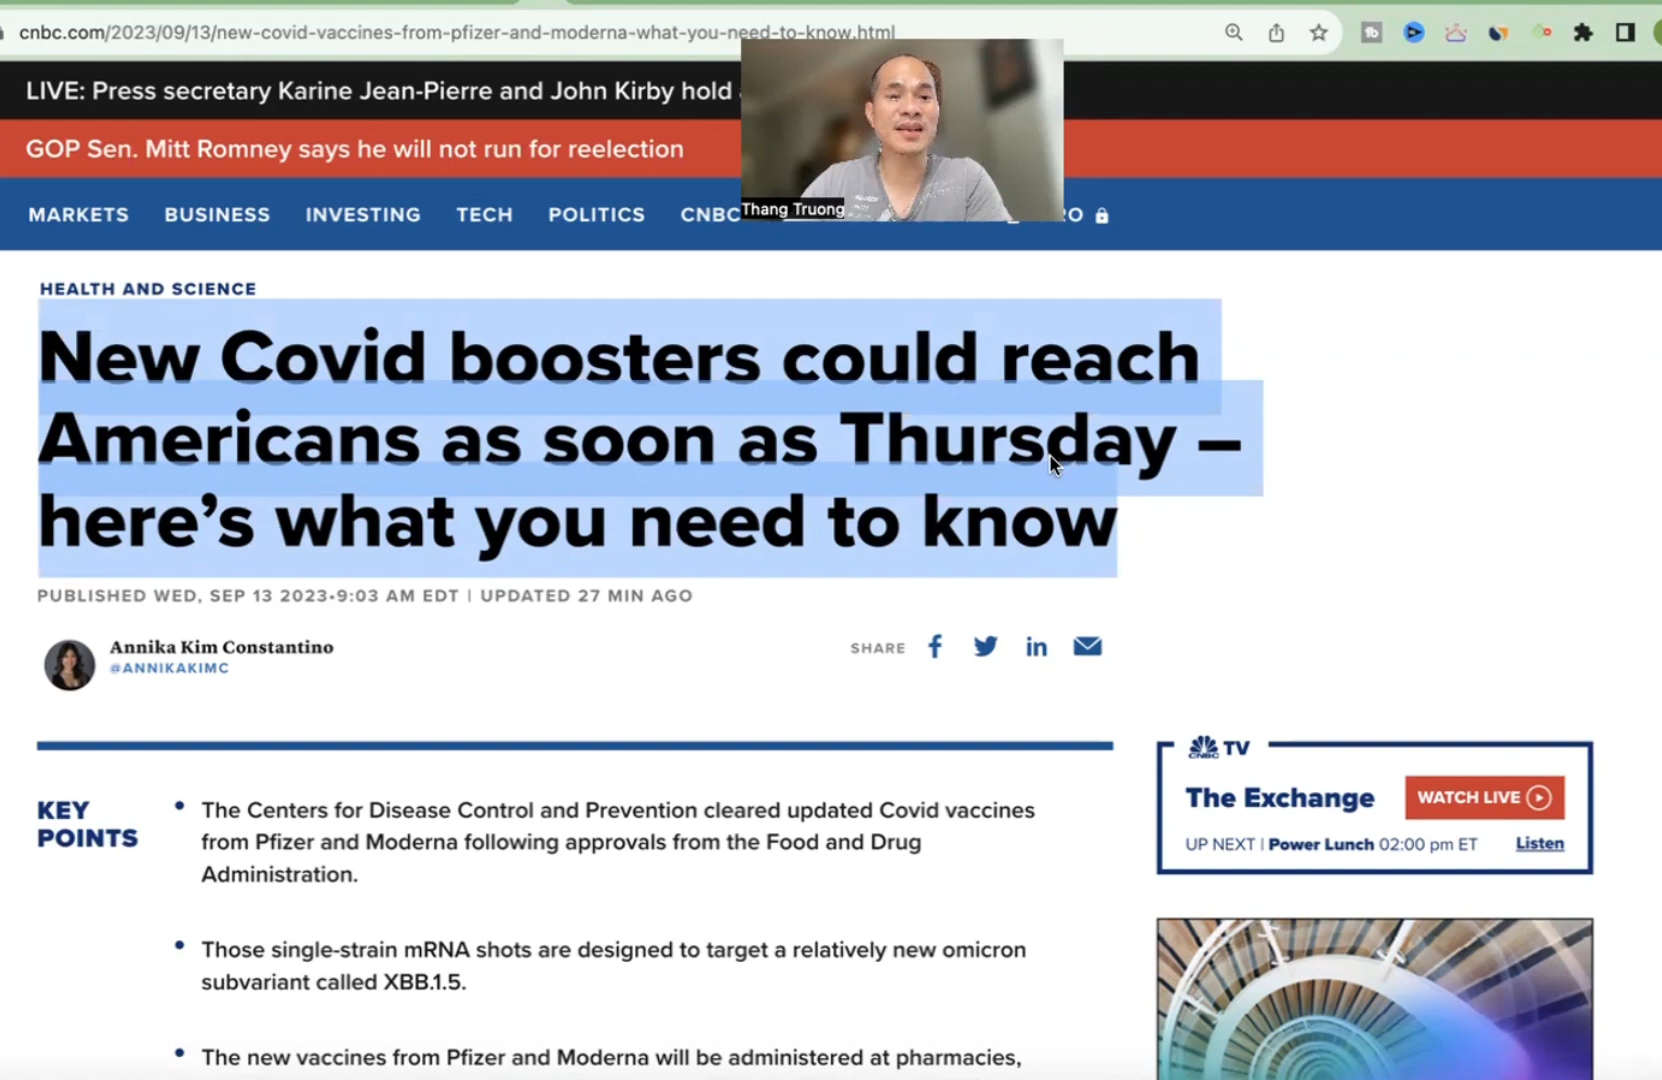 cnbc.com/2023/09/13/new-covid-vaccines-from-pfizer-and-moderna-what-you-need-to-know.html
LIVE: Press secretary Karine Jean-Pierre and John Kirby hold
GOP Sen. Mitt Romney says he will not run for reelection
Thang Truong
MARKETS BUSINESS INVESTING TECH POLITICS CNBC RO
HEALTH AND SCIENCE
New Covid boosters could reach
Americans as soon as Thursday –
here’s what you need to know
PUBLISHED WED, SEP 13 2023•9:03 AM EDT | UPDATED 27 MIN AGO
Annika Kim Constantino
@ANNIKAKIMC
SHARE
KEY
POINTS
• The Centers for Disease Control and Prevention cleared updated Covid vaccines
from Pfizer and Moderna following approvals from the Food and Drug
Administration.
• Those single-strain mRNA shots are designed to target a relatively new omicron
subvariant called XBB.1.5.
• The new vaccines from Pfizer and Moderna will be administered at pharmacies,
CNBC TV
The Exchange
WATCH LIVE
UP NEXT | Power Lunch 02:00 pm ET
Listen